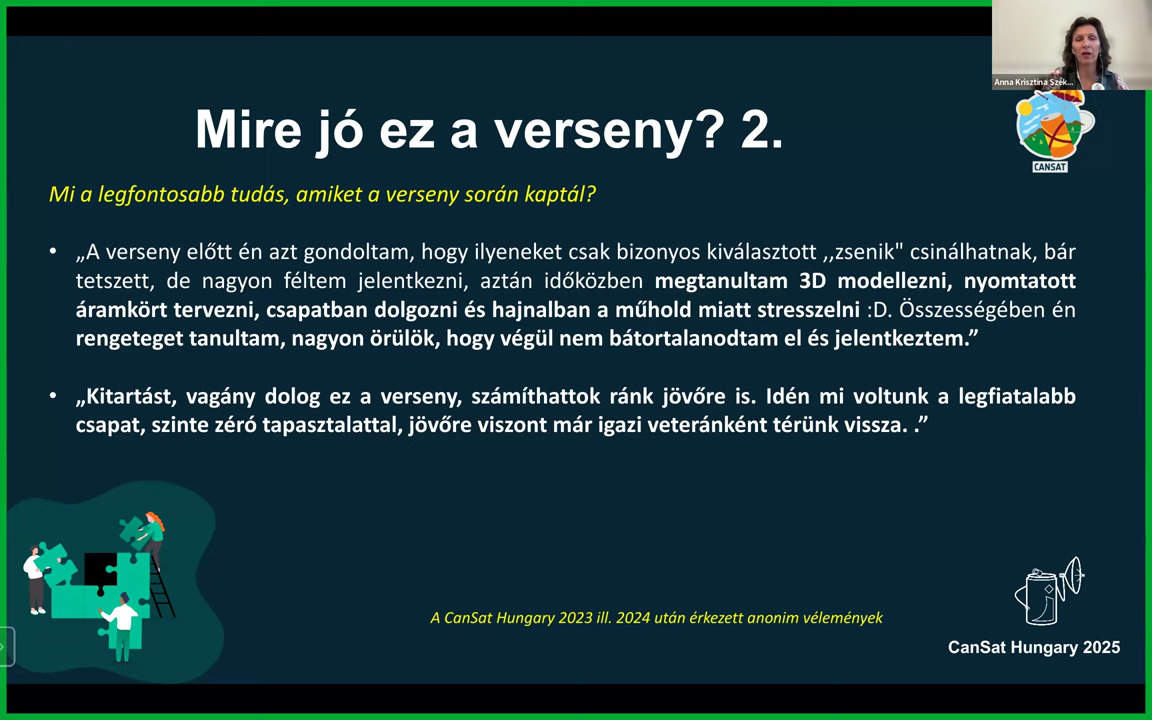 Anna Krisztina Szék...
CANSAT
Mire jó ez a verseny? 2.
Mi a legfontosabb tudás, amiket a verseny során kaptál?
• „A verseny előtt én azt gondoltam, hogy ilyeneket csak bizonyos kiválasztott ,,zsenik" csinálhatnak, bár
tetszett, de nagyon féltem jelentkezni, aztán időközben megtanultam 3D modellezni, nyomtatott
áramkört tervezni, csapatban dolgozni és hajnalban a műhold miatt stresszelni :D. Összességében én
rengeteget tanultam, nagyon örülök, hogy végül nem bátortalanodtam el és jelentkeztem.”
• „Kitartást, vagány dolog ez a verseny, számíthattok ránk jövőre is. Idén mi voltunk a legfiatalabb
csapat, szinte zéró tapasztalattal, jövőre viszont már igazi veteránként térünk vissza. .”
A CanSat Hungary 2023 ill. 2024 után érkezett anonim vélemények
CanSat Hungary 2025